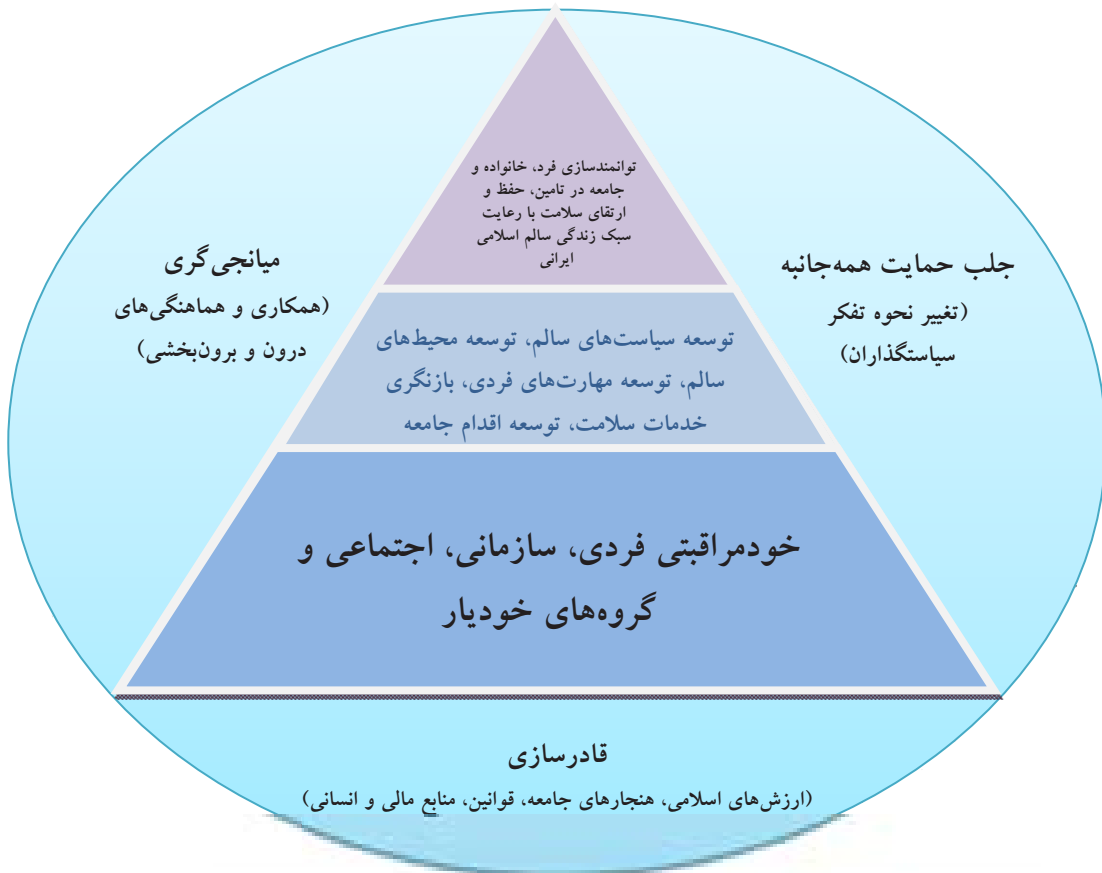 توانمندسازی فرد، خانواده و
جامعه در تامین، حفظ و
ارتقای سلامت با رعایت
سبک زندگی سالم اسلامی
ایرانی
جلب حمایت همه‌جانبه
(تغییر نحوه تفکر
سیاستگذاران)
میانجی‌گری
(همکاری و هماهنگی‌های
درون و برون‌بخشی)
توسعه سیاست‌های سالم، توسعه محیط‌های
سالم، توسعه مهارت‌های فردی، بازنگری
خدمات سلامت، توسعه اقدام جامعه
خودمراقبتی فردی، سازمانی، اجتماعی و
گروه‌های خودیار
قادرسازی
(ارزش‌های اسلامی، هنجارهای جامعه، قوانین، منابع مالی و انسانی)